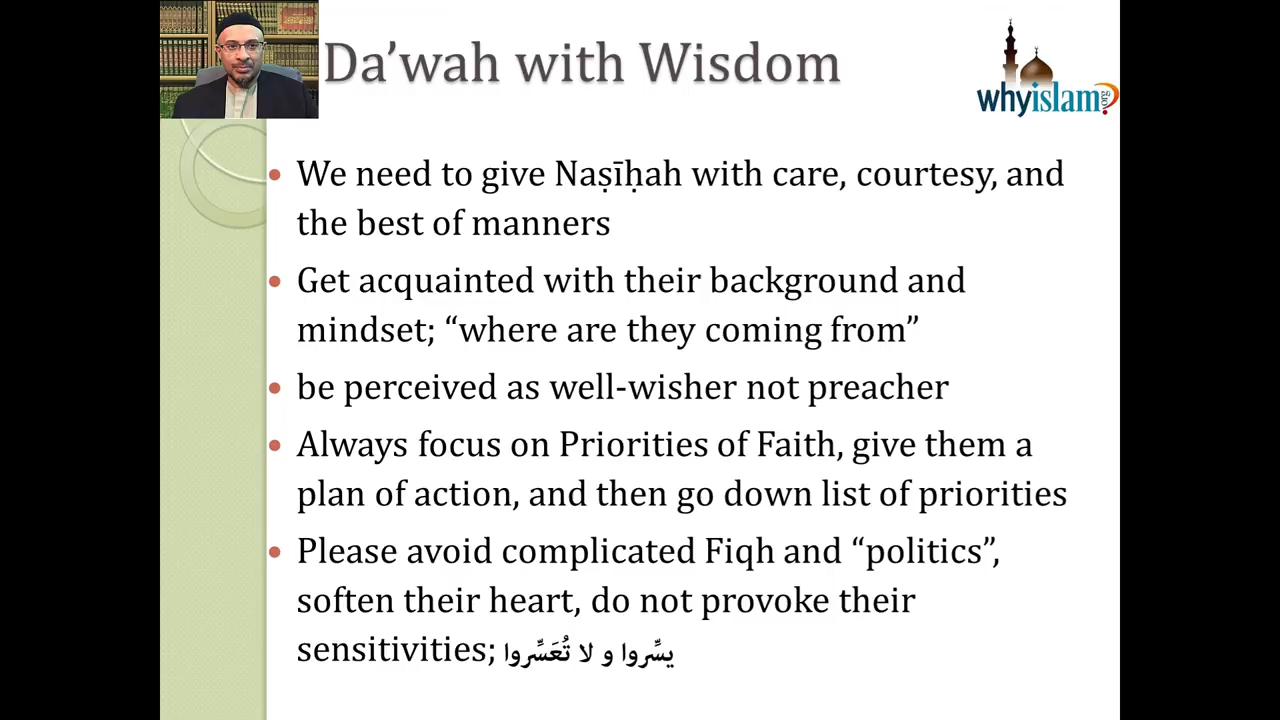 Da’wah with Wisdom
whyislam?
.org
• We need to give Naṣīḥah with care, courtesy, and
the best of manners
• Get acquainted with their background and
mindset; “where are they coming from”
• be perceived as well-wisher not preacher
• Always focus on Priorities of Faith, give them a
plan of action, and then go down list of priorities
• Please avoid complicated Fiqh and “politics”,
soften their heart, do not provoke their
sensitivities; يسِّروا و لا تُعَسِّروا